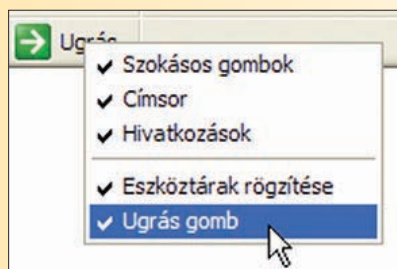 Ugrás
Szokásos gombok
Címsor
Hivatkozások
Eszköztárak rögzítése
Ugrás gomb